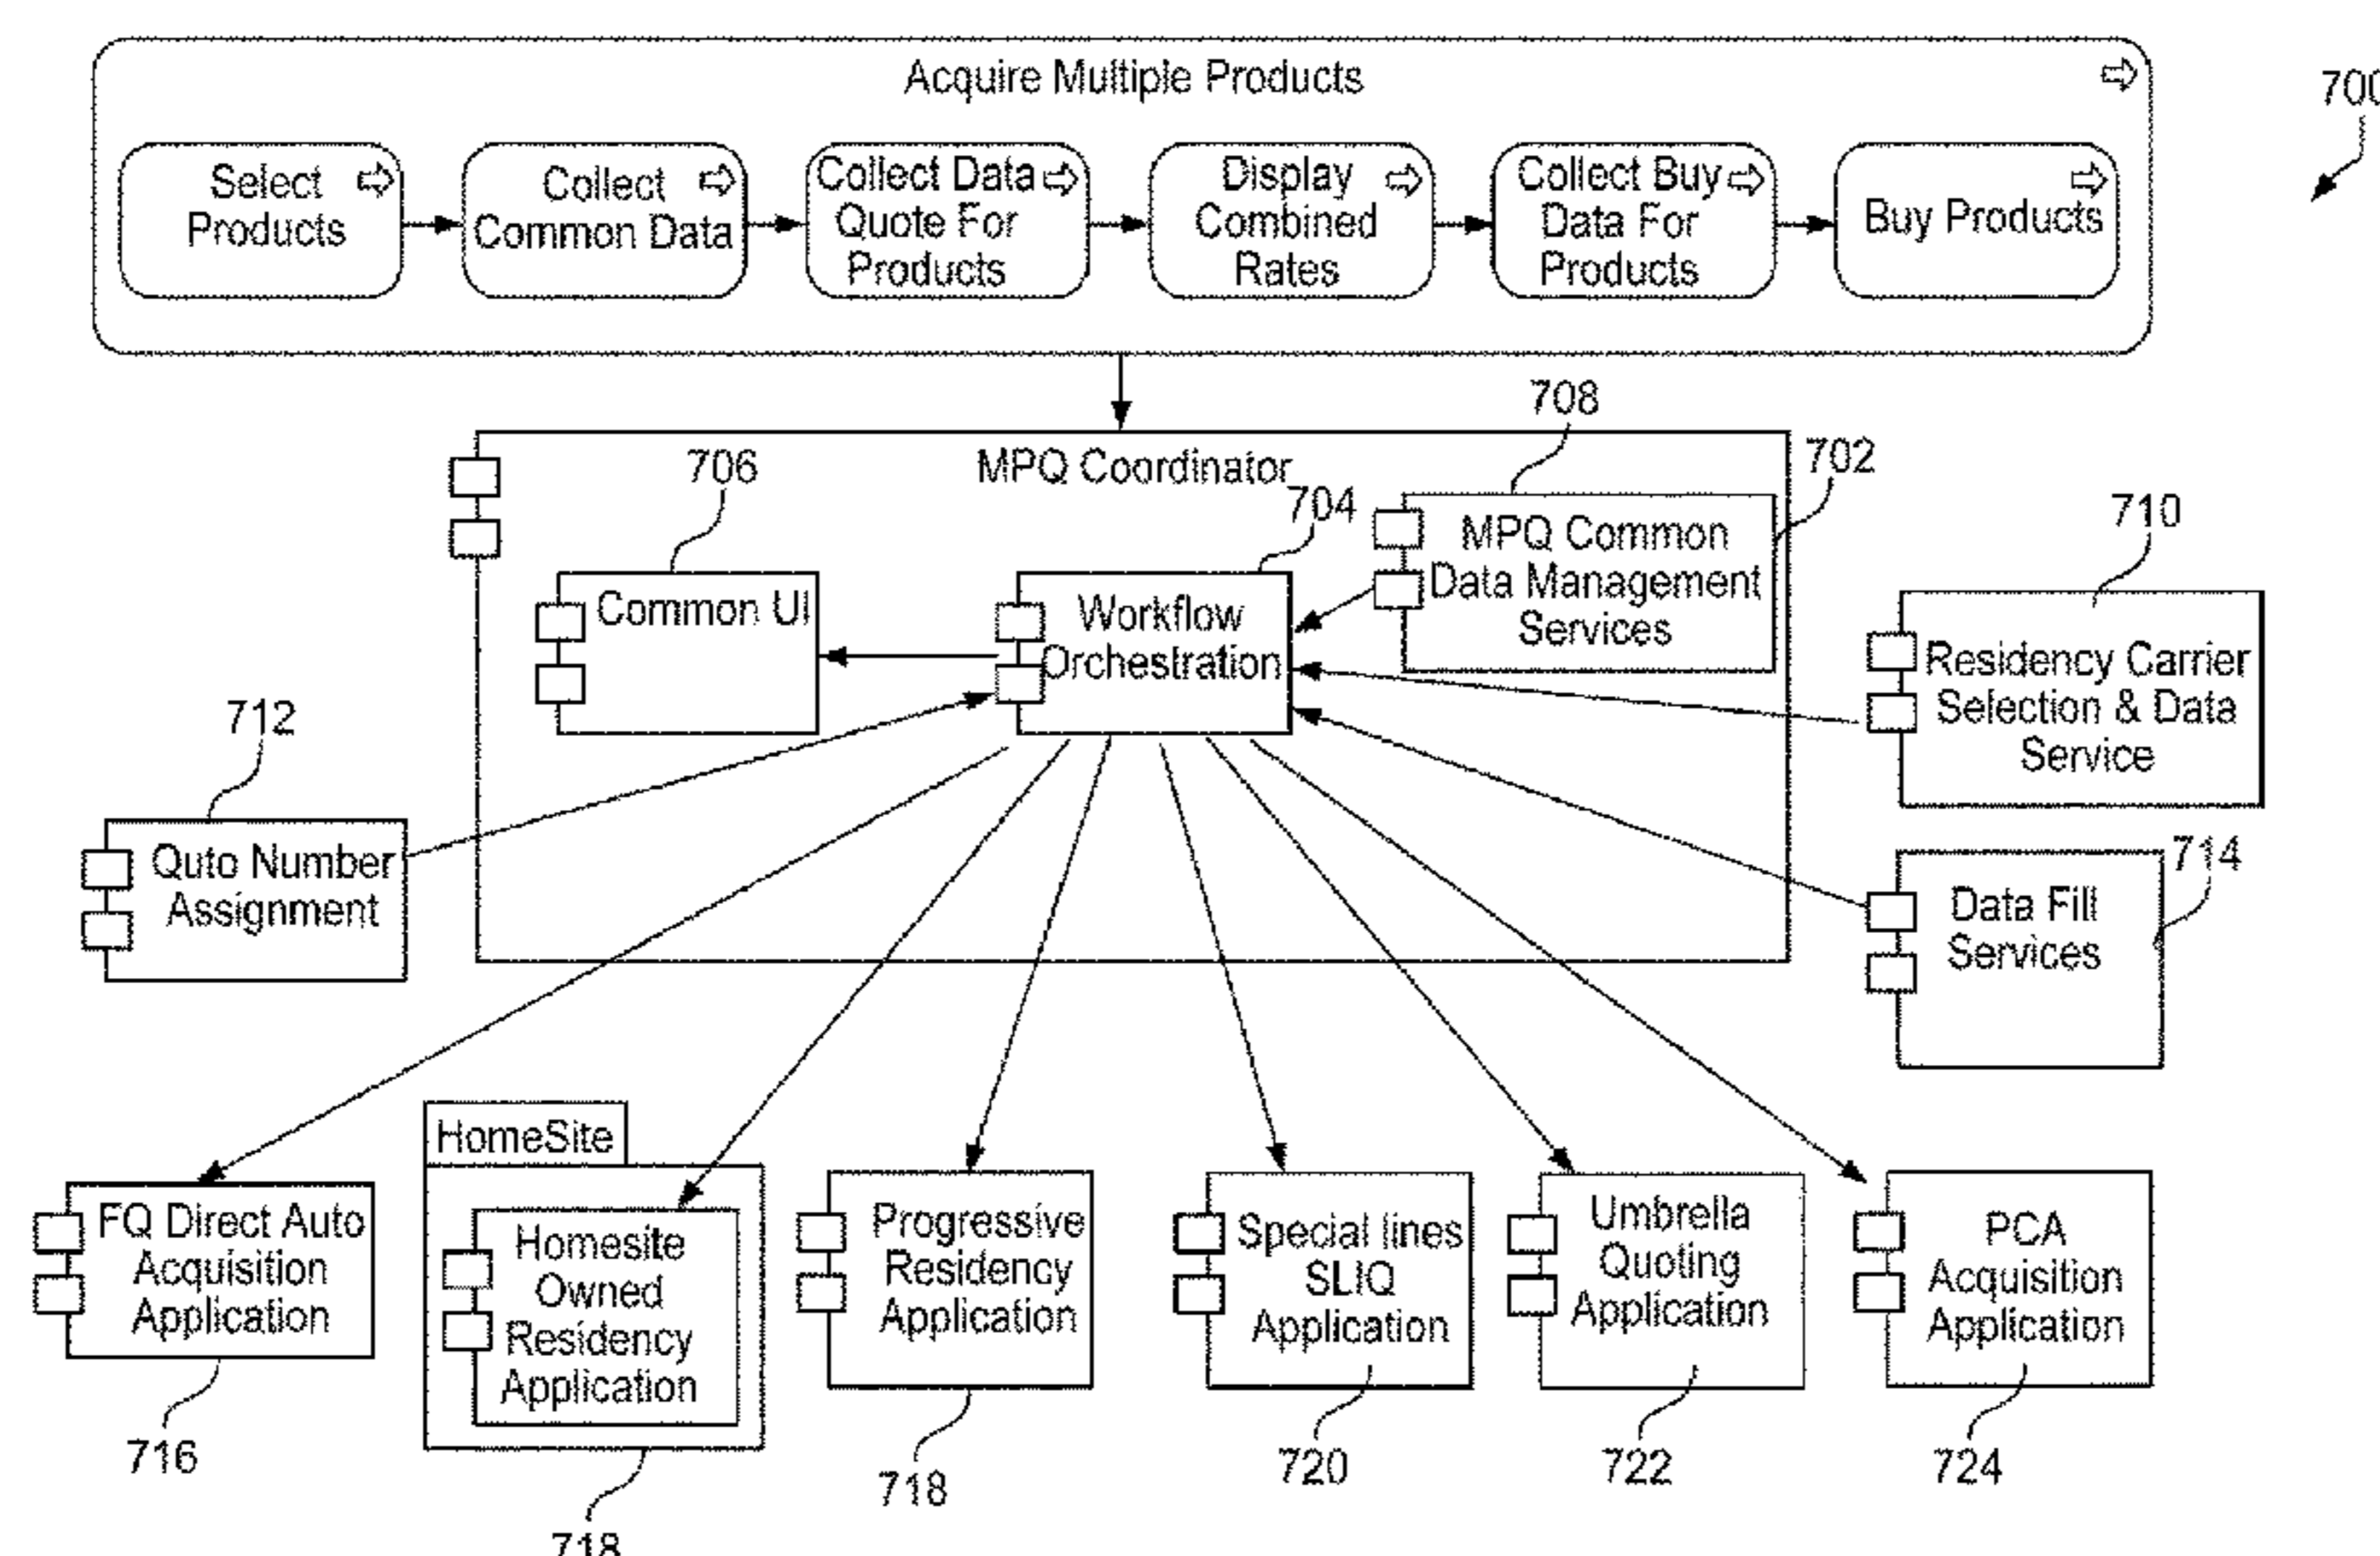 Acquire Multiple Products
700
Select
Products
Collect
Common Data
Collect Data
Quote For
Products
Display
Combined
Rates
Collect Buy
Data For
Products
Buy Products
708
MPQ Coordinator
702
706
704
MPQ Common
Data Management
Services
710
Common UI
Workflow
Orchestration
Residency Carrier
Selection & Data
Service
712
Quto Number
Assignment
714
Data Fill
Services
HomeSite
FQ Direct Auto
Acquisition
Application
Homesite
Owned
Residency
Application
Progressive
Residency
Application
Special lines
SLIQ
Application
Umbrella
Quoting
Application
PCA
Acquisition
Application
716
718
718
720
722
724